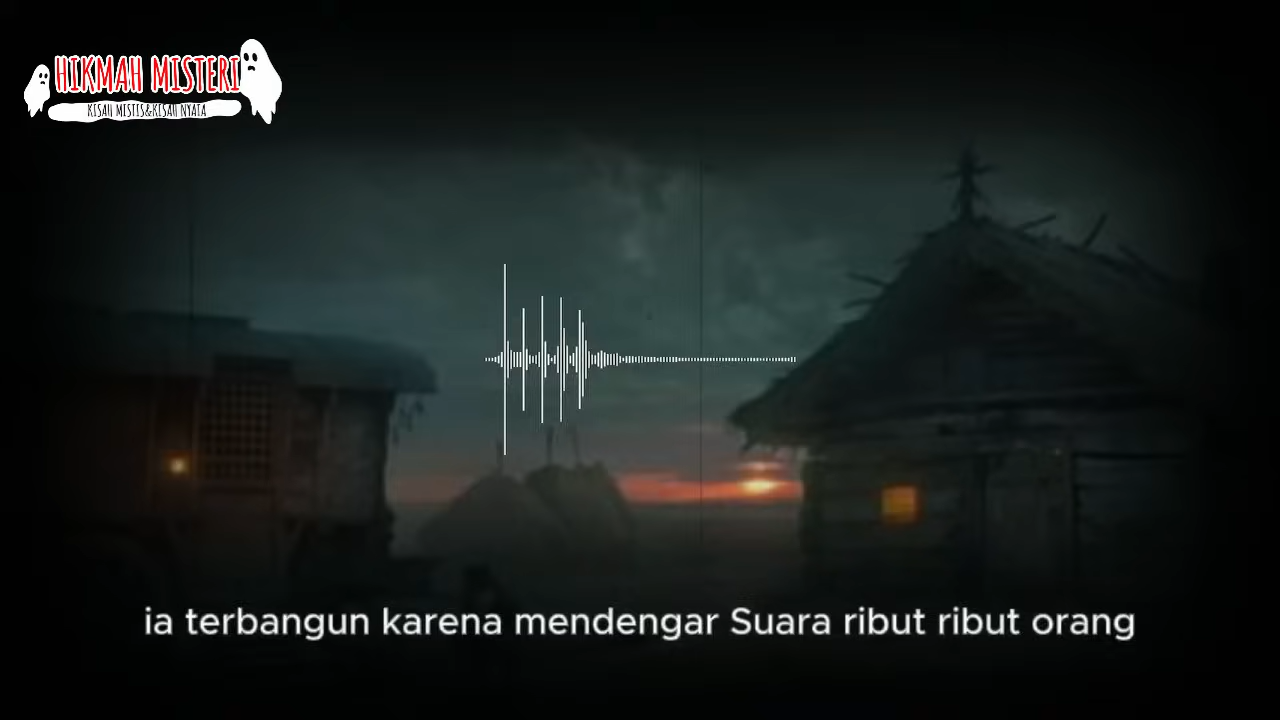 HIKMAH MISTERI
KISAH MISTIS&KISAH NYATA
ia terbangun karena mendengar Suara ribut ribut orang